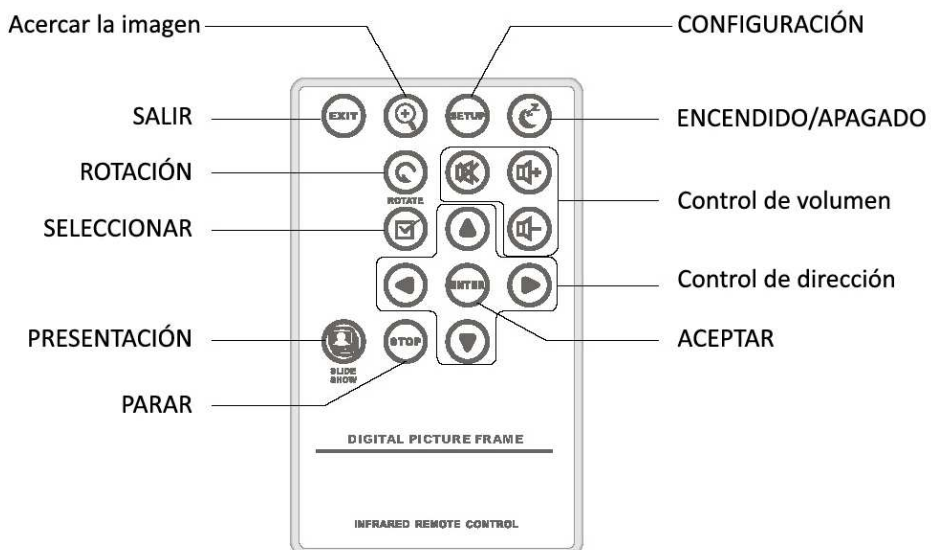 Acercar la imagen
CONFIGURACIÓN
SALIR
EXIT
SETUP
Z
Z
ENCENDIDO/APAGADO
ROTACIÓN
ROTATE
Control de volumen
SELECCIONAR
ENTER
Control de dirección
PRESENTACIÓN
STOP
ACEPTAR
SLIDE
SHOW
PARAR
DIGITAL PICTURE FRAME
INFRARED REMOTE CONTROL